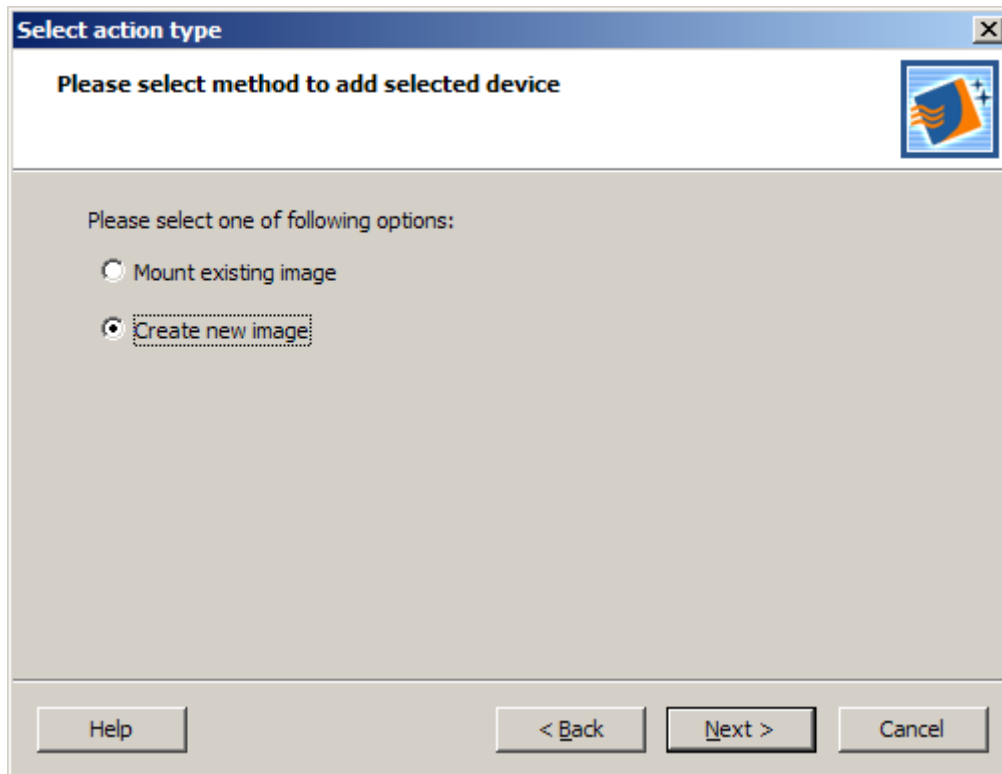 Select action type
Please select method to add selected device
Please select one of following options:
Mount existing image
Create new image
Help
< Back
Next >
Cancel